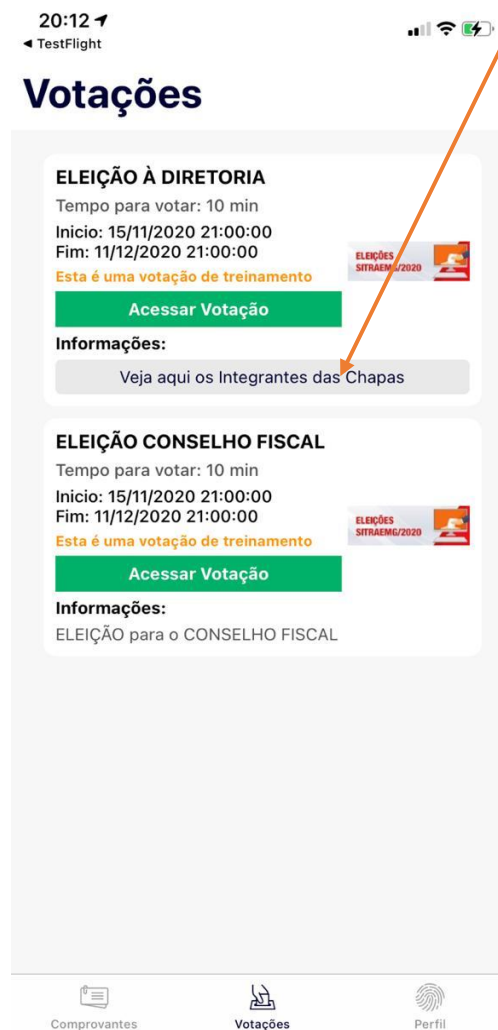 20:12
TestFlight
Votações
ELEIÇÃO À DIRETORIA
Tempo para votar: 10 min
Inicio: 15/11/2020 21:00:00
Fim: 11/12/2020 21:00:00
Esta é uma votação de treinamento
ELEIÇÕES
SITRAEMG/2020
Acessar Votação
Informações:
Veja aqui os Integrantes das Chapas
ELEIÇÃO CONSELHO FISCAL
Tempo para votar: 10 min
Inicio: 15/11/2020 21:00:00
Fim: 11/12/2020 21:00:00
Esta é uma votação de treinamento
ELEIÇÕES
SITRAEMG/2020
Acessar Votação
Informações:
ELEIÇÃO para o CONSELHO FISCAL
Comprovantes
Votações
Perfil